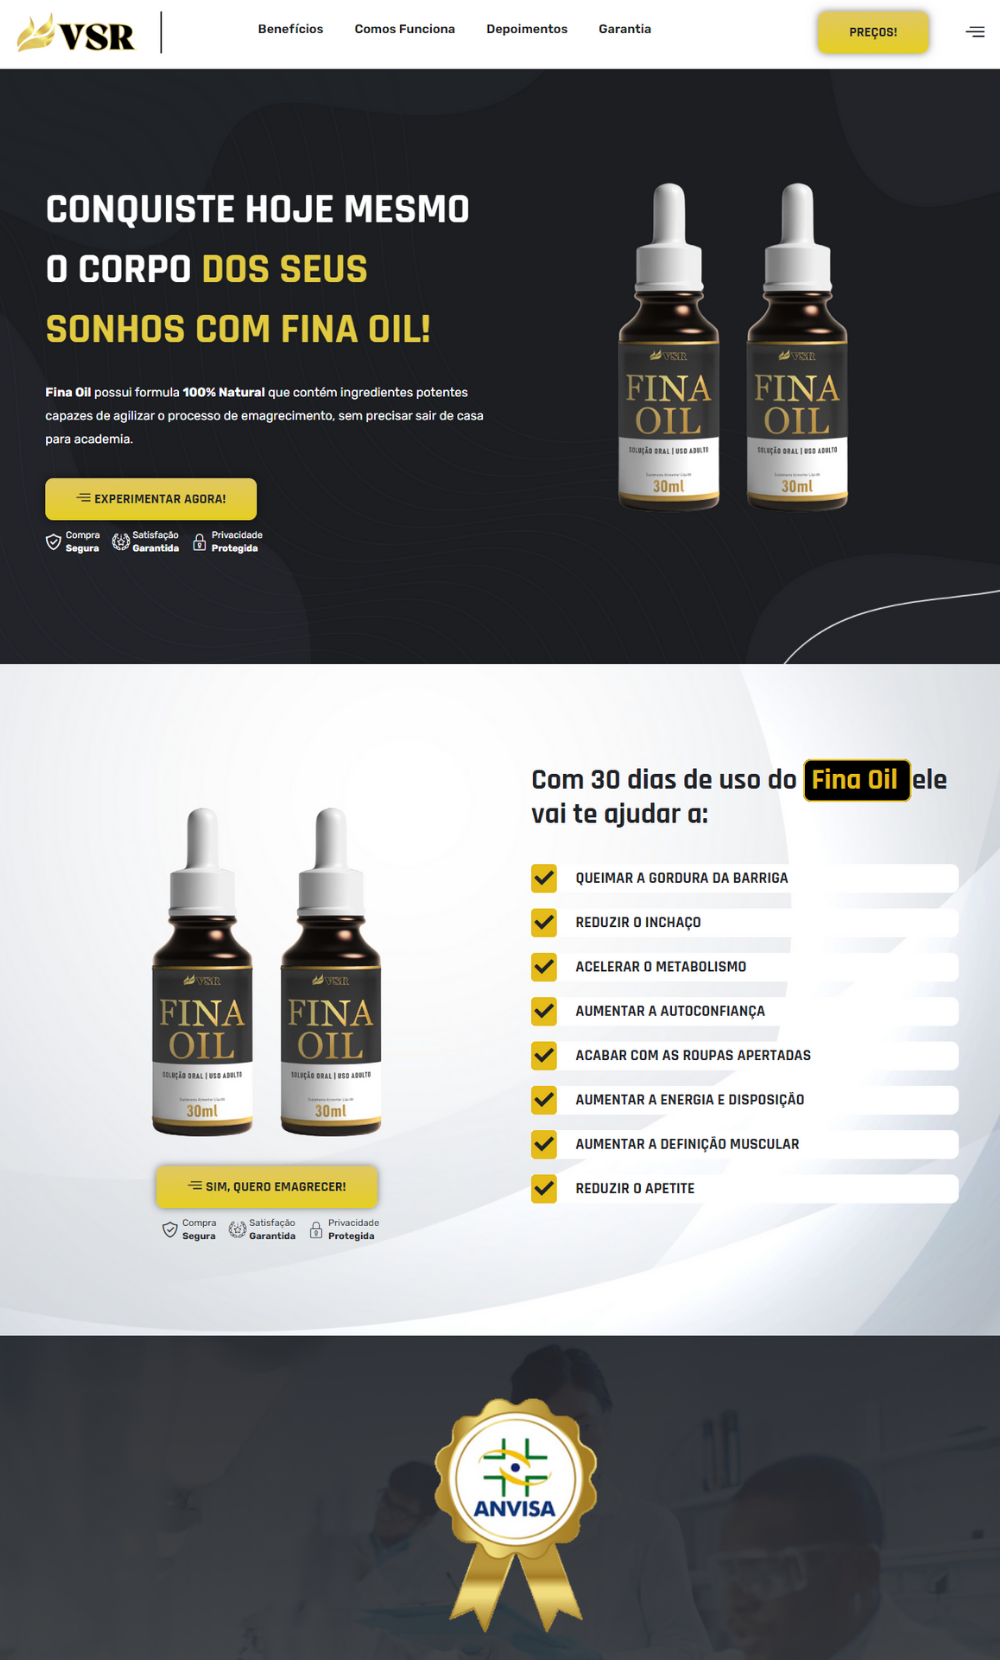 VSR
Benefícios
Comos Funciona
Depoimentos
Garantia
PREÇOS!
CONQUISTE HOJE MESMO
O CORPO DOS SEUS
SONHOS COM FINA OIL!
Fina Oil possui formula 100% Natural que contém ingredientes potentes
capazes de agilizar o processo de emagrecimento, sem precisar sair de casa
para academia.
EXPERIMENTAR AGORA!
Compra
Segura
Satisfação
Garantida
Privacidade
Protegida
VSR
FINA
OIL
SOLUÇÃO ORAL | USO ADULTO
30ml
VSR
FINA
OIL
SOLUÇÃO ORAL | USO ADULTO
30ml
Com 30 dias de uso do Fina Oil ele
vai te ajudar a:
QUEIMAR A GORDURA DA BARRIGA
REDUZIR O INCHAÇO
ACELERAR O METABOLISMO
AUMENTAR A AUTOCONFIANÇA
ACABAR COM AS ROUPAS APERTADAS
AUMENTAR A ENERGIA E DISPOSIÇÃO
AUMENTAR A DEFINIÇÃO MUSCULAR
REDUZIR O APETITE
VSR
FINA
OIL
SOLUÇÃO ORAL | USO ADULTO
30ml
VSR
FINA
OIL
SOLUÇÃO ORAL | USO ADULTO
30ml
SIM, QUERO EMAGRECER!
Compra
Segura
Satisfação
Garantida
Privacidade
Protegida
ANVISA